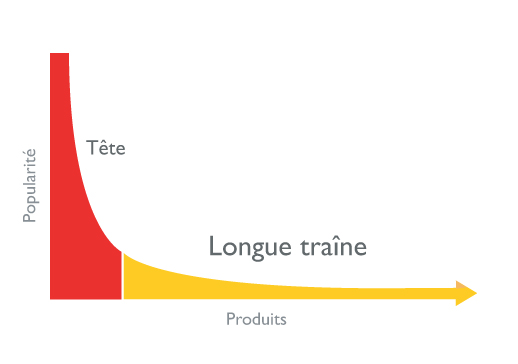 Tête
Popularité
Longue traîne
Produits